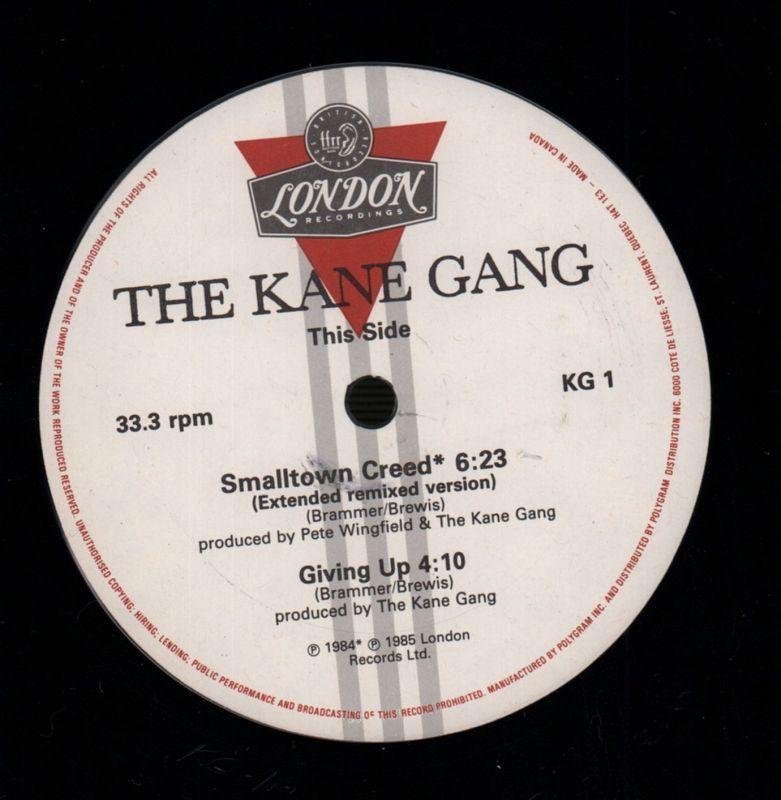 BRITISH RECORDINGS
ffrr
LONDON
RECORDINGS
THE KANE GANG
This Side
33.3 rpm
KG 1
Smalltown Creed* 6:23
(Extended remixed version)
(Brammer/Brewis)
produced by Pete Wingfield & The Kane Gang
Giving Up 4:10
(Brammer/Brewis)
produced by The Kane Gang
℗ 1984* ℗ 1985 London
Records Ltd.
ALL RIGHTS OF THE PRODUCER AND OF THE OWNER OF THE WORK REPRODUCED RESERVED. UNAUTHORISED COPYING, HIRING, LENDING, PUBLIC PERFORMANCE AND BROADCASTING OF THIS RECORD PROHIBITED. MANUFACTURED BY POLYGRAM INC. AND DISTRIBUTED BY POLYGRAM DISTRIBUTION INC. 6000 COTE DE LIESSE, ST. LAURENT, QUEBEC H4T 1E3 – MADE IN CANADA